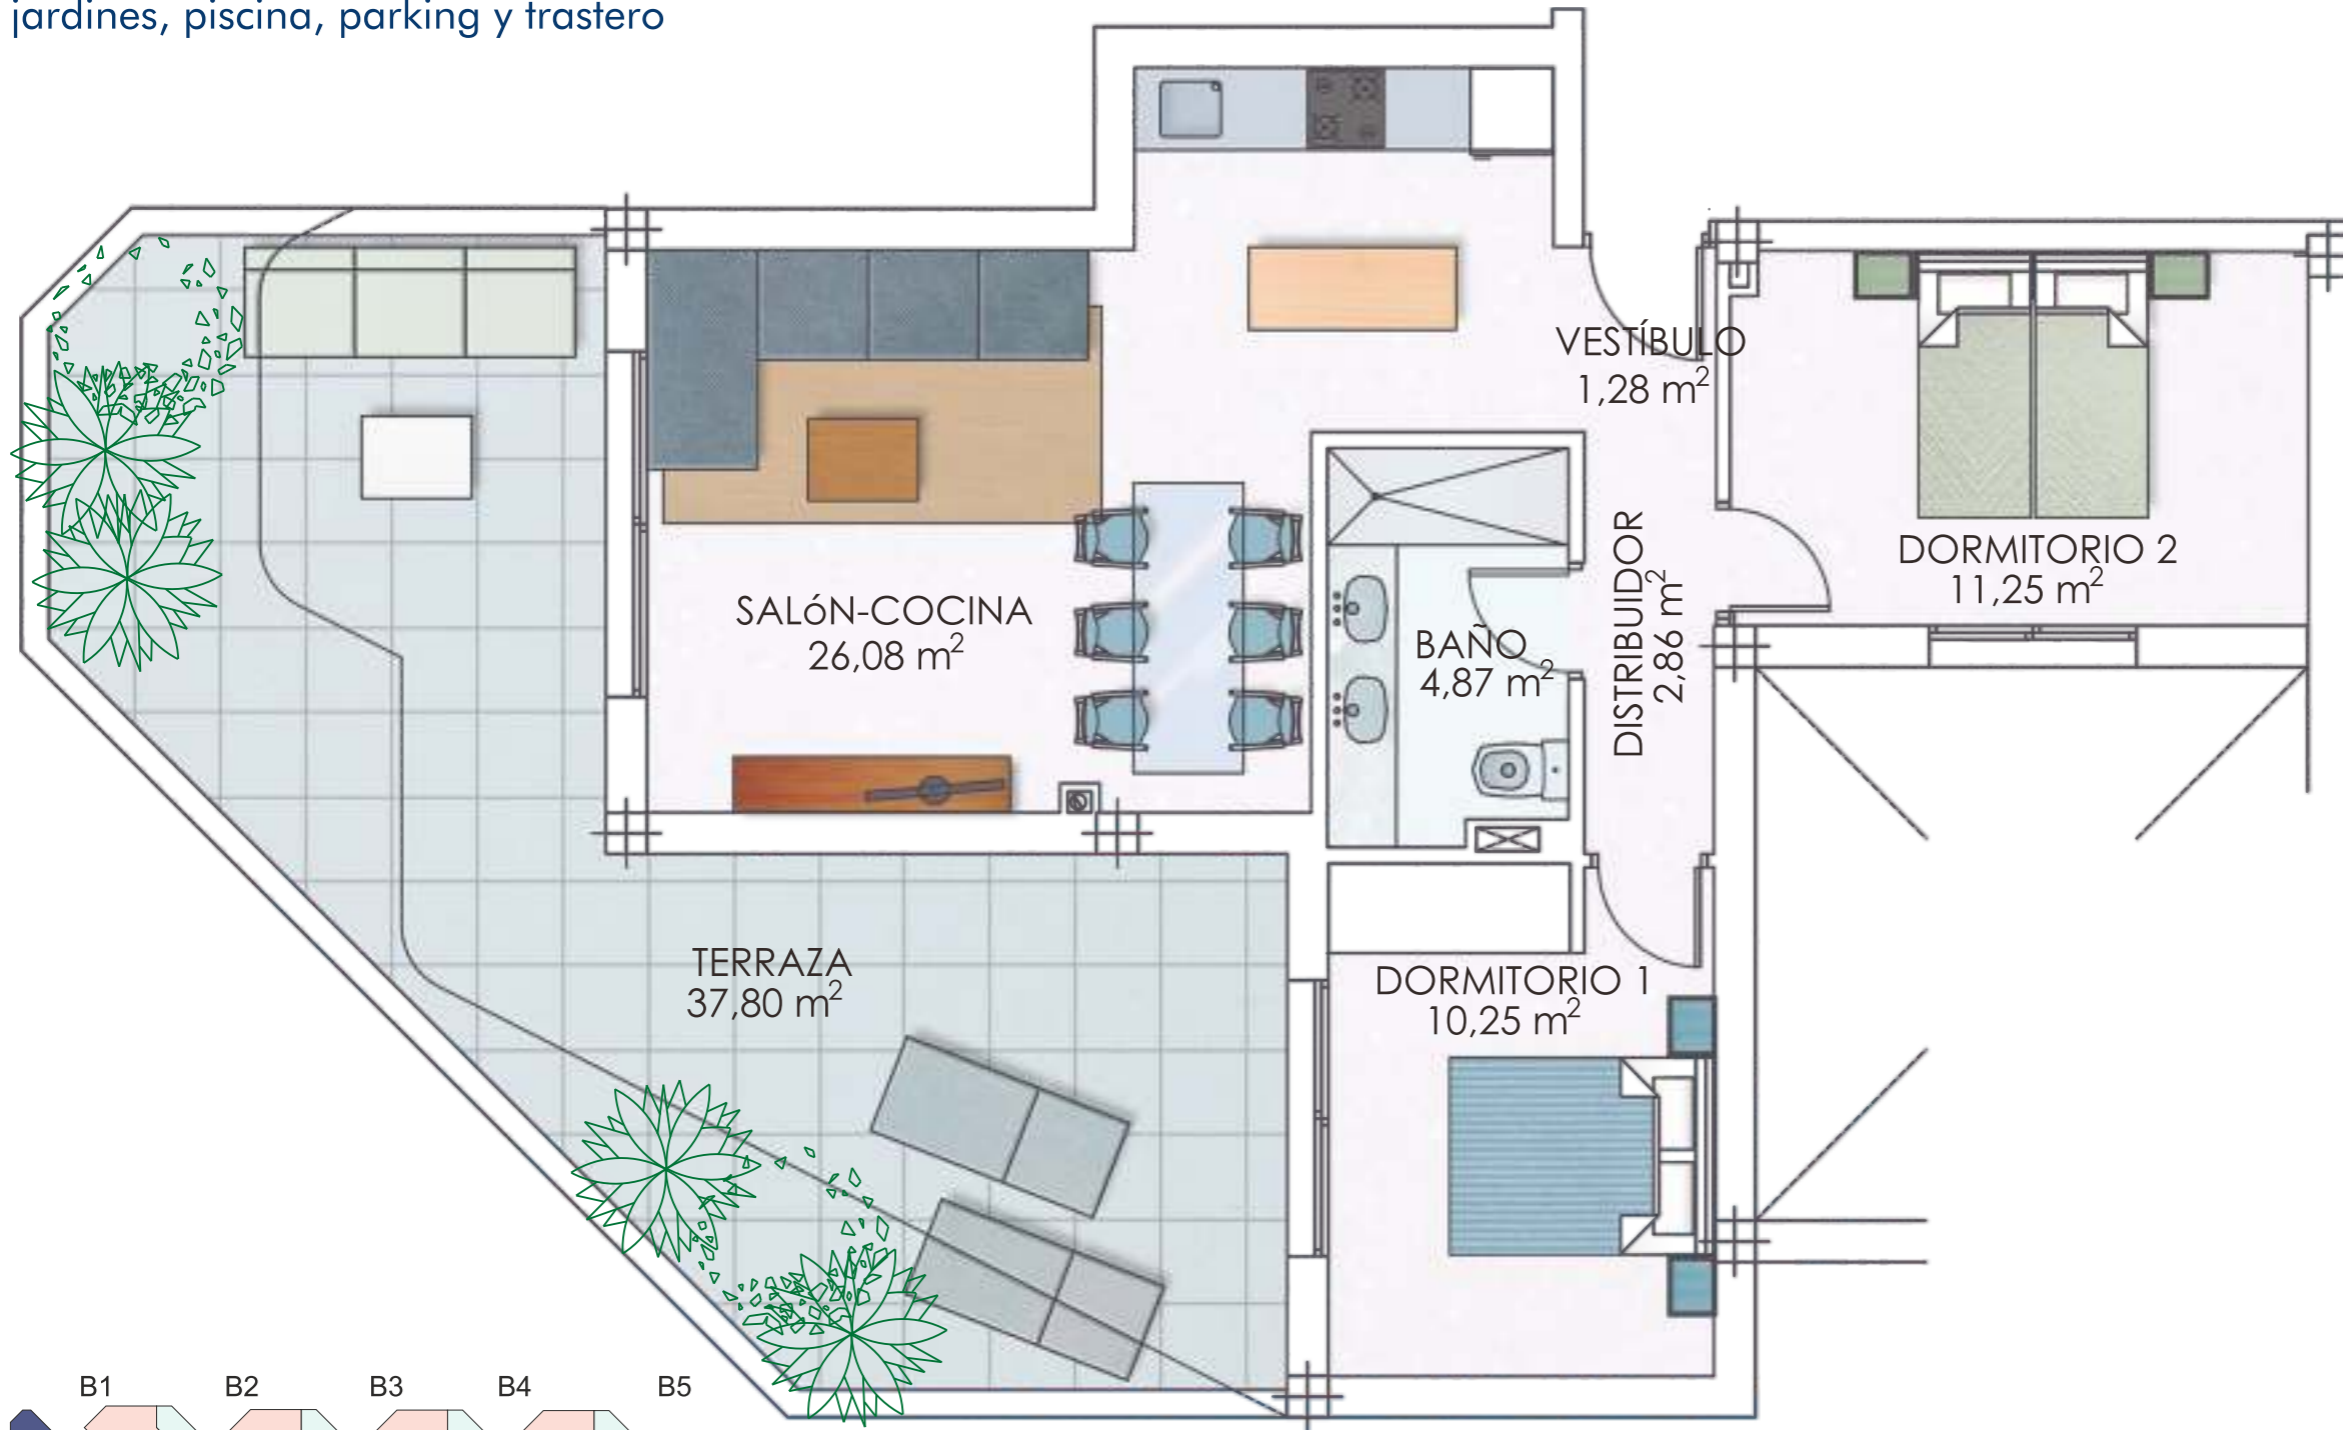 jardines, piscina, parking y trastero
VESTÍBULO
1,28 m²
DORMITORIO 2
11,25 m²
SALóN-COCINA
26,08 m²
BAÑO
4,87 m²
DISTRIBUIDOR
2,86 m²
TERRAZA
37,80 m²
DORMITORIO 1
10,25 m²
B1 B2 B3 B4 B5